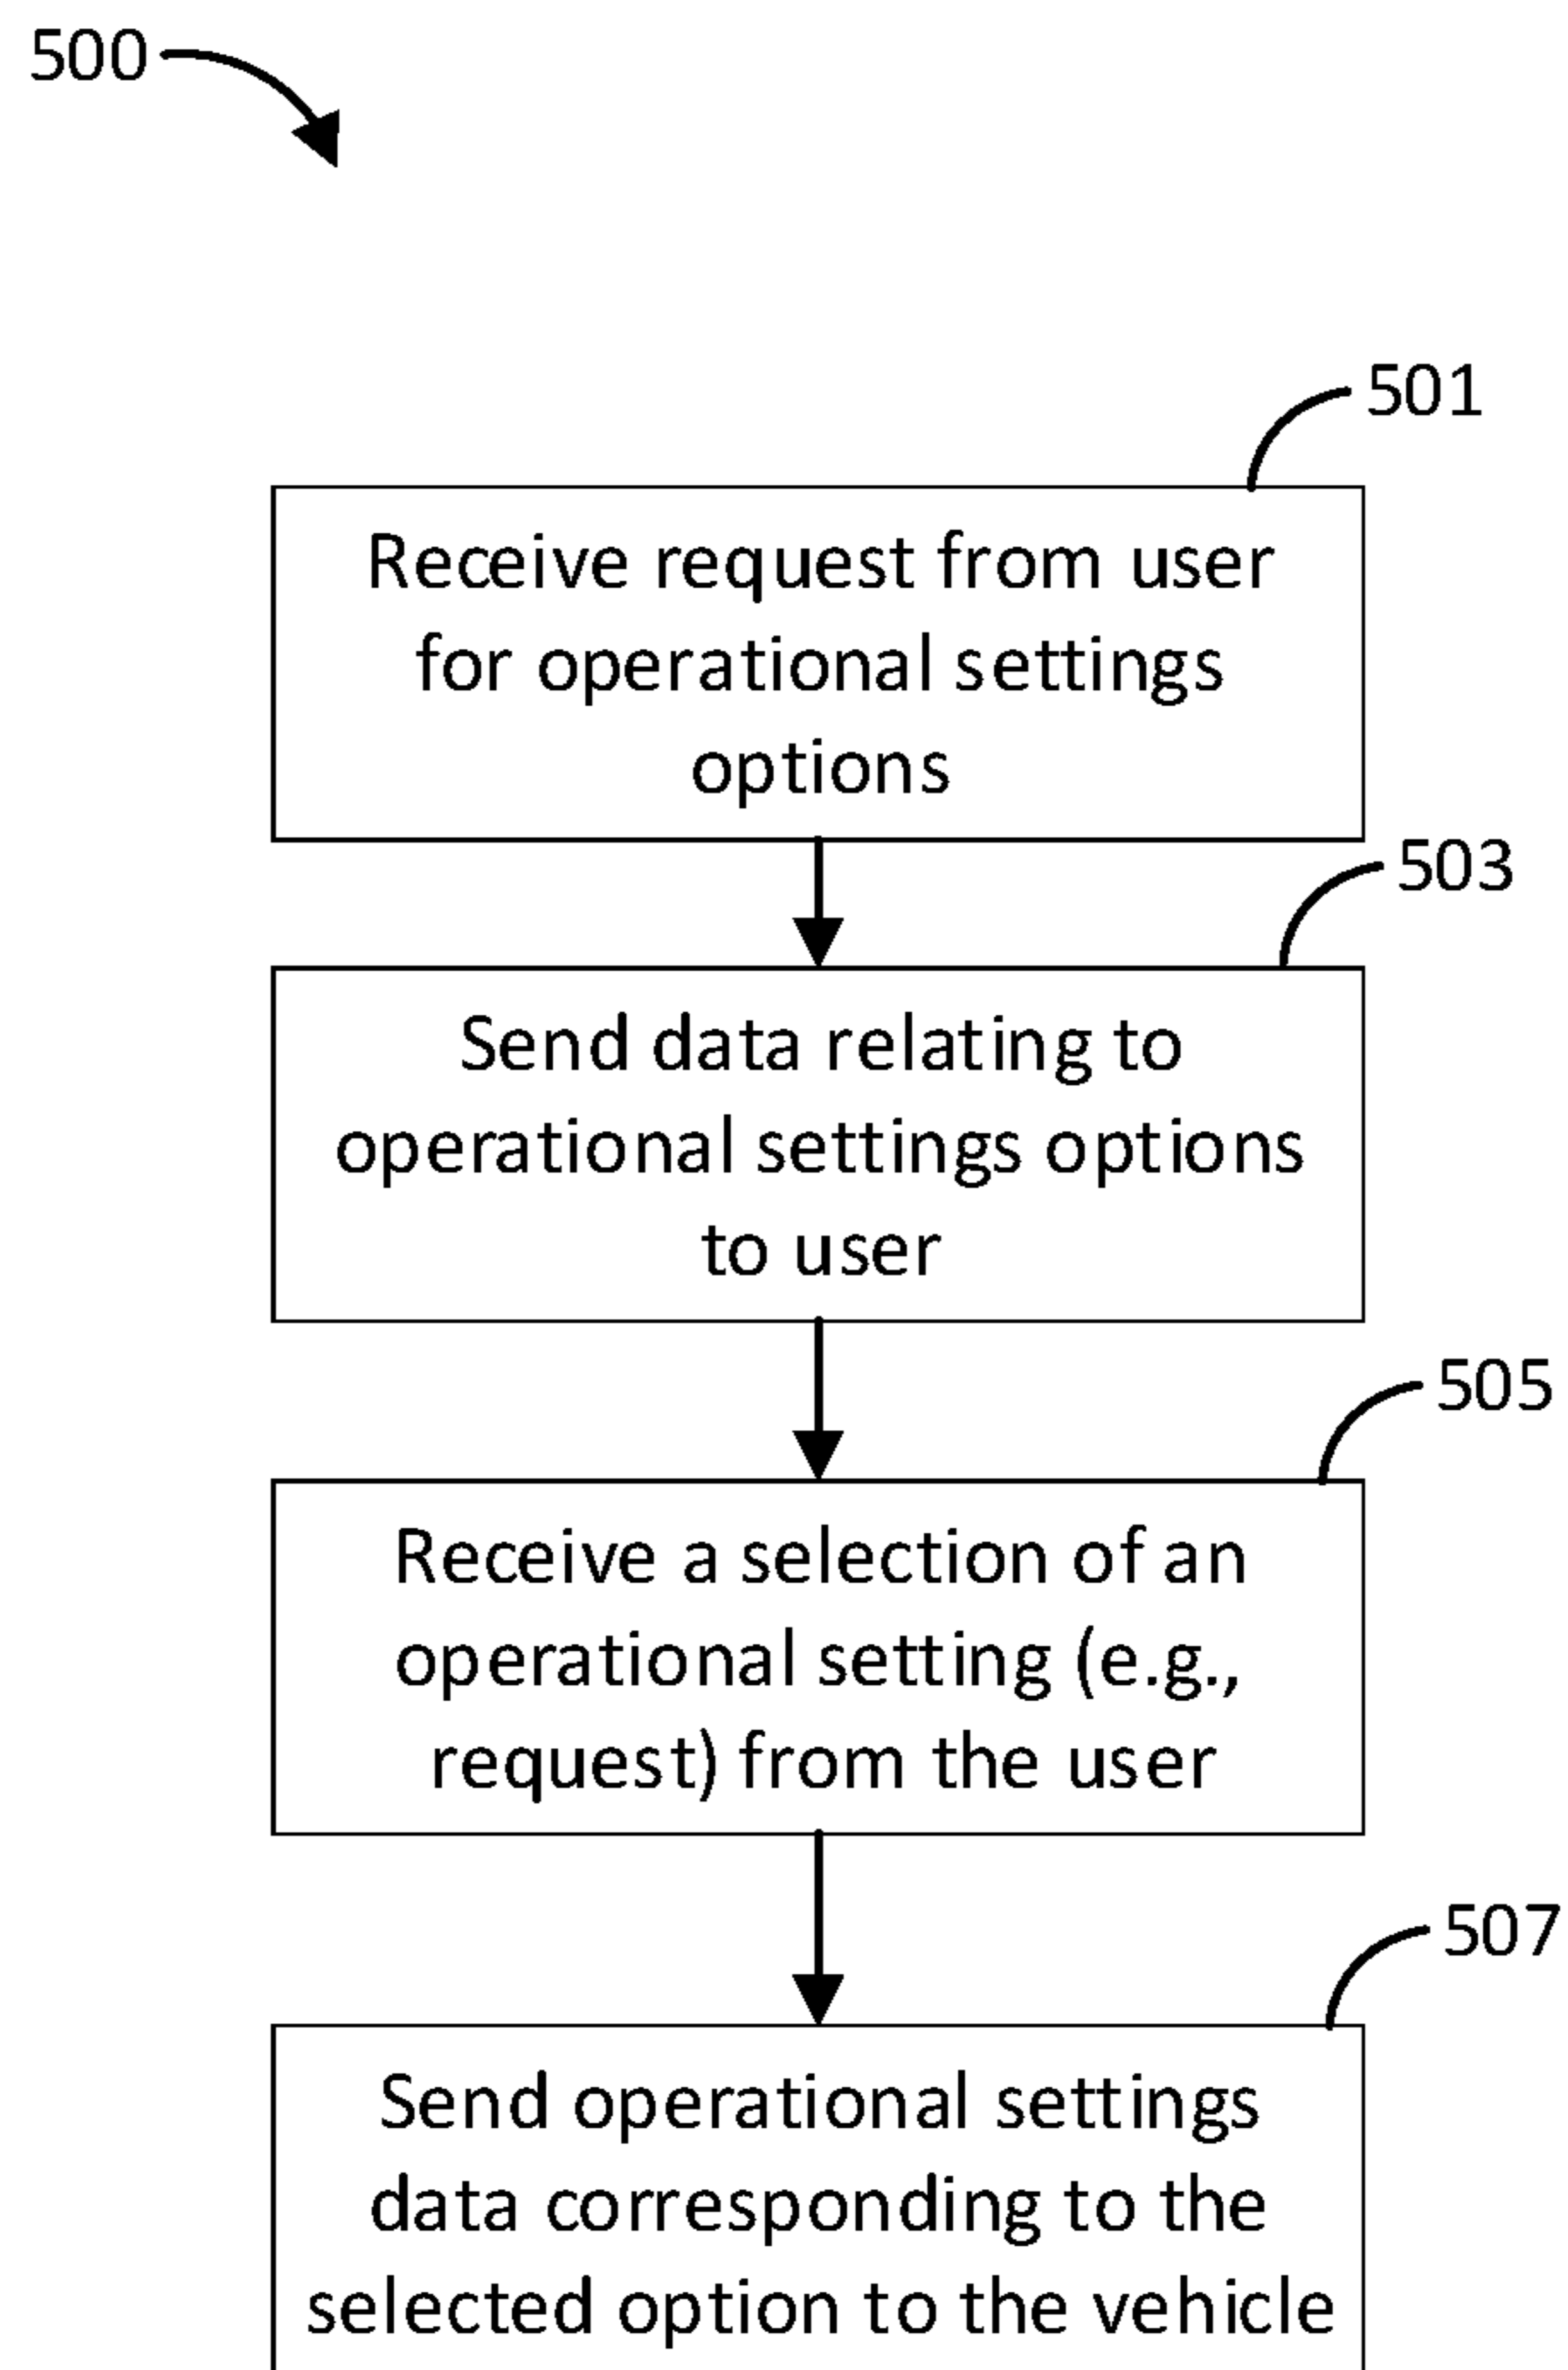 500
501
Receive request from user
for operational settings
options
503
Send data relating to
operational settings options
to user
505
Receive a selection of an
operational setting (e.g.,
request) from the user
507
Send operational settings
data corresponding to the
selected option to the vehicle